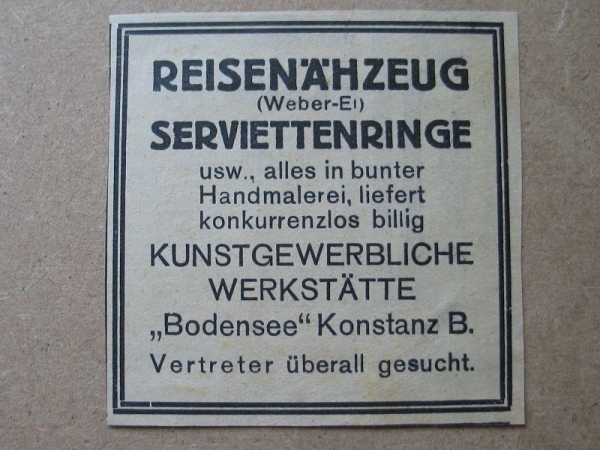 REISENÄHZEUG
(Weber-Ei)
SERVIETTENRINGE
usw., alles in bunter
Handmalerei, liefert
konkurrenzlos billig
KUNSTGEWERBLICHE
WERKSTÄTTE
„Bodensee“ Konstanz B.
Vertreter überall gesucht.